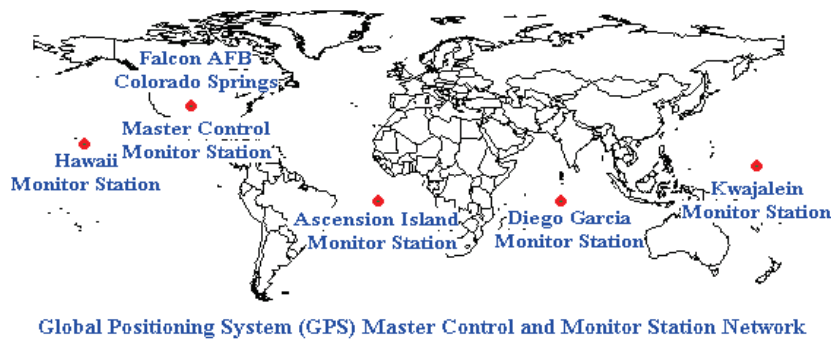 Falcon AFB
Colorado Springs
Master Control
Monitor Station
Hawaii
Monitor Station
Ascension Island
Monitor Station
Diego Garcia
Monitor Station
Kwajalein
Monitor Station
Global Positioning System (GPS) Master Control and Monitor Station Network